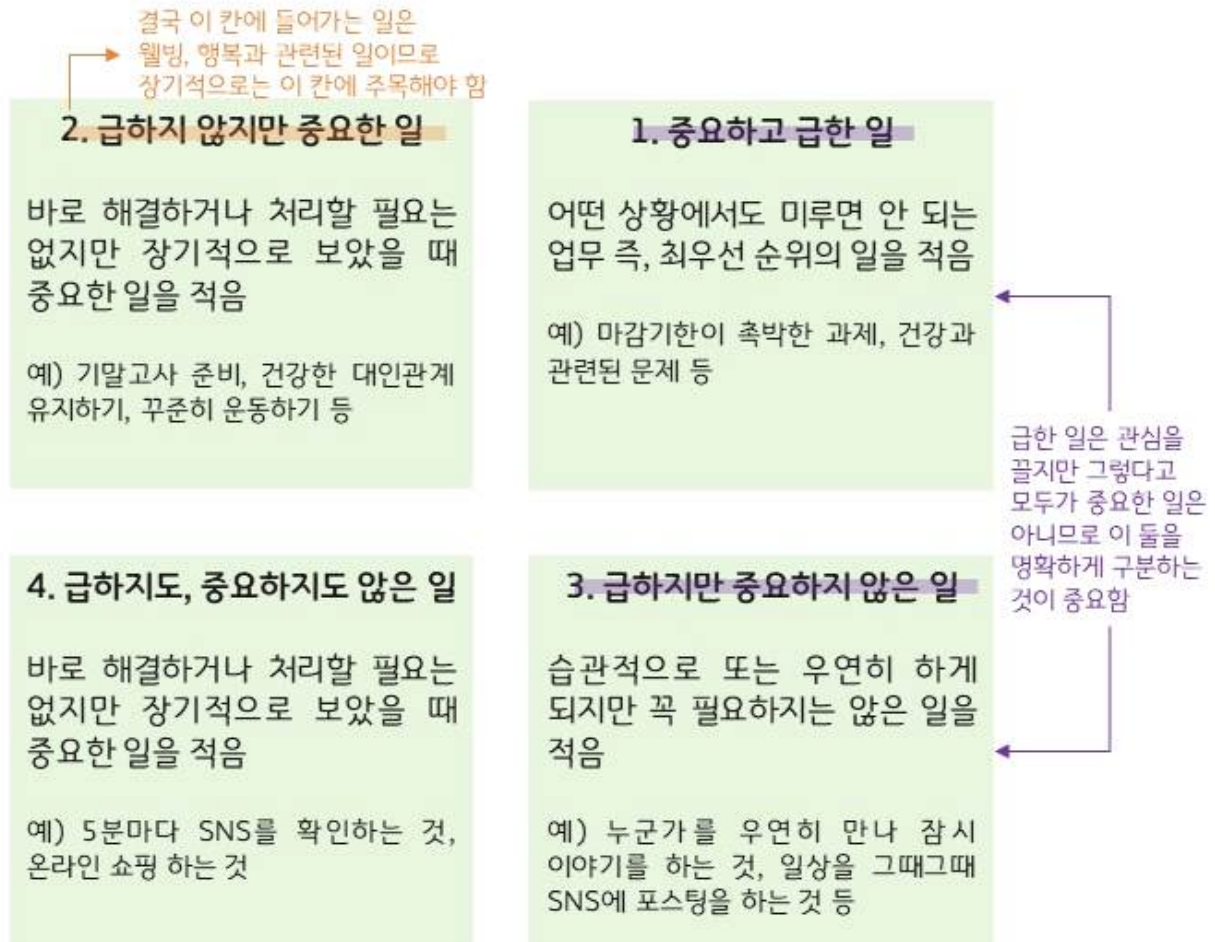 결국 이 칸에 들어가는 일은
웰빙, 행복과 관련된 일이므로
장기적으로는 이 칸에 주목해야 함
2. 급하지 않지만 중요한 일
바로 해결하거나 처리할 필요는
없지만 장기적으로 보았을 때
중요한 일을 적음
예) 기말고사 준비, 건강한 대인관계
유지하기, 꾸준히 운동하기 등
1. 중요하고 급한 일
어떤 상황에서도 미루면 안 되는
업무 즉, 최우선 순위의 일을 적음
예) 마감기한이 촉박한 과제, 건강과
관련된 문제 등
급한 일은 관심을
끌지만 그렇다고
모두가 중요한 일은
아니므로 이 둘을
명확하게 구분하는
것이 중요함
4. 급하지도, 중요하지도 않은 일
바로 해결하거나 처리할 필요는
없지만 장기적으로 보았을 때
중요한 일을 적음
예) 5분마다 SNS를 확인하는 것,
온라인 쇼핑 하는 것
3. 급하지만 중요하지 않은 일
습관적으로 또는 우연히 하게
되지만 꼭 필요하지는 않은 일을
적음
예) 누군가를 우연히 만나 잠시
이야기를 하는 것, 일상을 그때그때
SNS에 포스팅을 하는 것 등